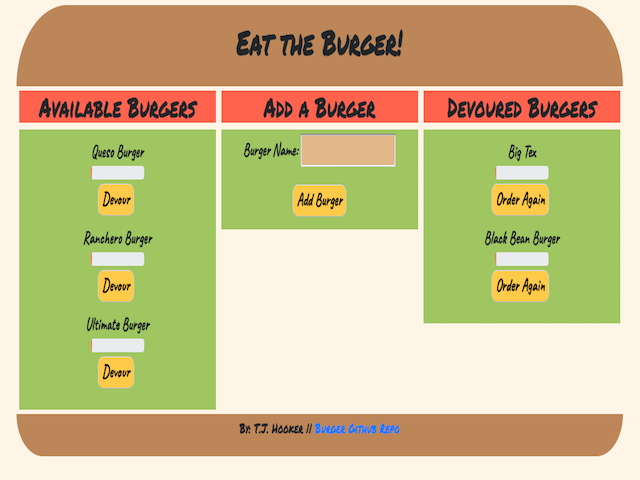 Eat the Burger!
Available Burgers
Queso Burger
Devour
Ranchero Burger
Devour
Ultimate Burger
Devour
Add a Burger
Burger Name:
Add Burger
Devoured Burgers
Big Tex
Order Again
Black Bean Burger
Order Again
By: T.J. Hooker // Burger Github Repo